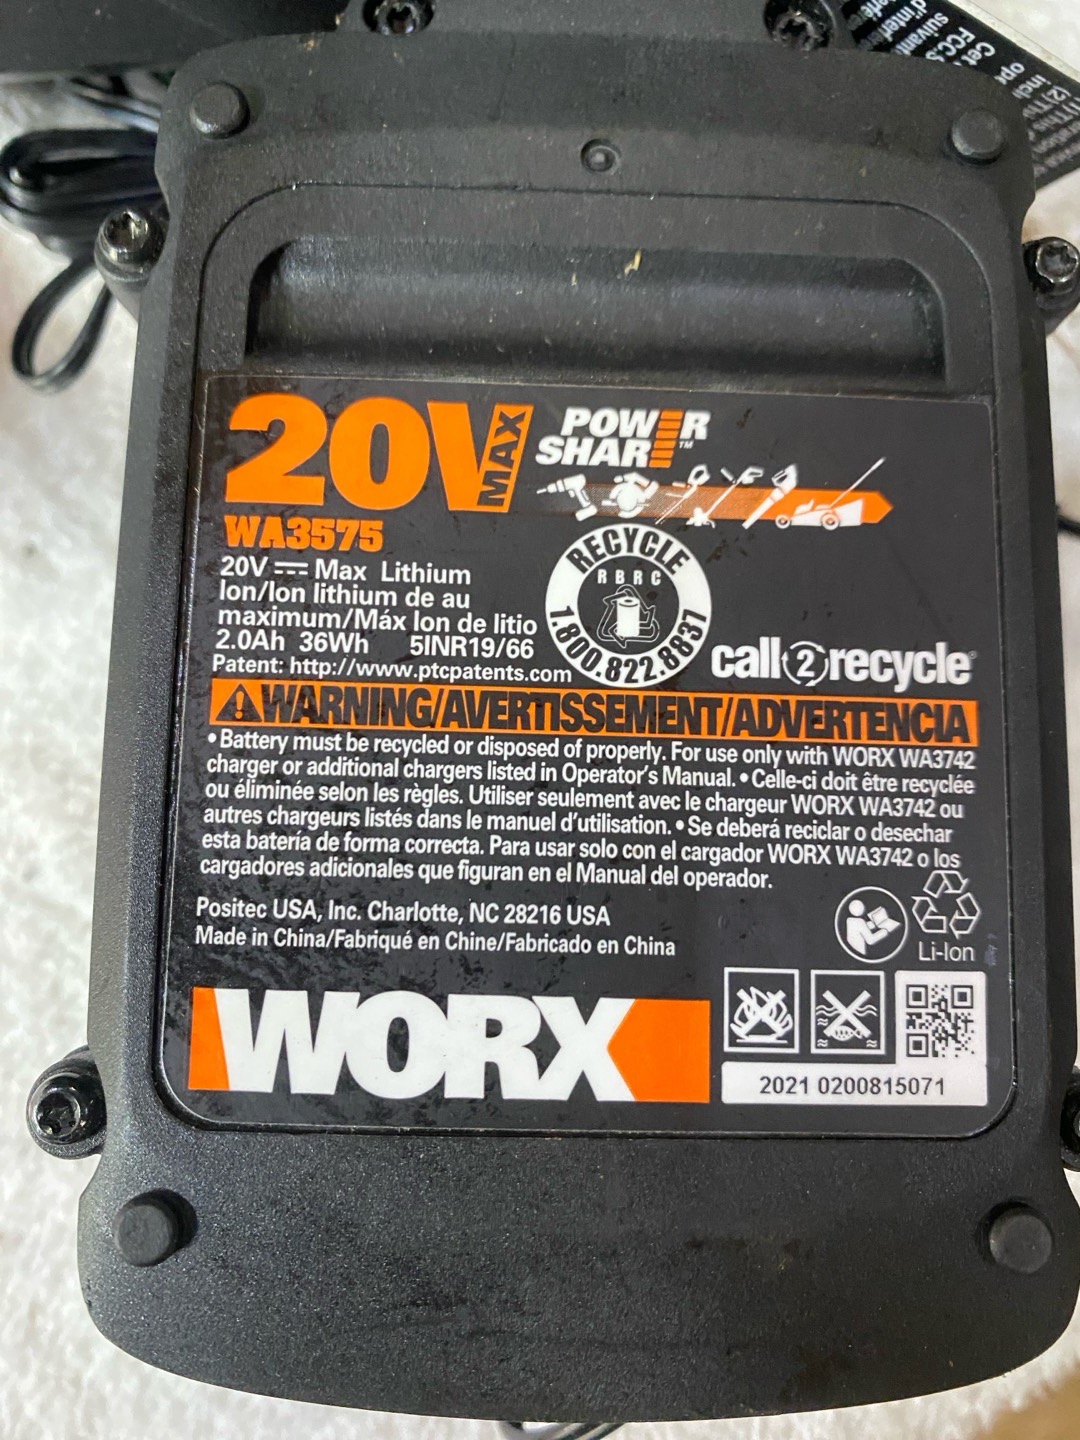 Cet
FCC.S
suivant
d'interf
20V MAX
POWER
SHARE™
WA3575
20V Max Lithium
Ion/Ion lithium de au
maximum/Máx Ion de litio
2.0Ah 36Wh 5INR19/66
Patent: http://www.ptcpatents.com
RECYCLE
RBRC
1.800.822.8837
call2recycle®
WARNING/AVERTISSEMENT/ADVERTENCIA
• Battery must be recycled or disposed of properly. For use only with WORX WA3742
charger or additional chargers listed in Operator's Manual. • Celle-ci doit être recyclée
ou éliminée selon les règles. Utiliser seulement avec le chargeur WORX WA3742 ou
autres chargeurs listés dans le manuel d'utilisation. • Se deberá reciclar o desechar
esta batería de forma correcta. Para usar solo con el cargador WORX WA3742 o los
cargadores adicionales que figuran en el Manual del operador.
Positec USA, Inc. Charlotte, NC 28216 USA
Made in China/Fabriqué en Chine/Fabricado en China
Li-Ion
WORX
2021 0200815071